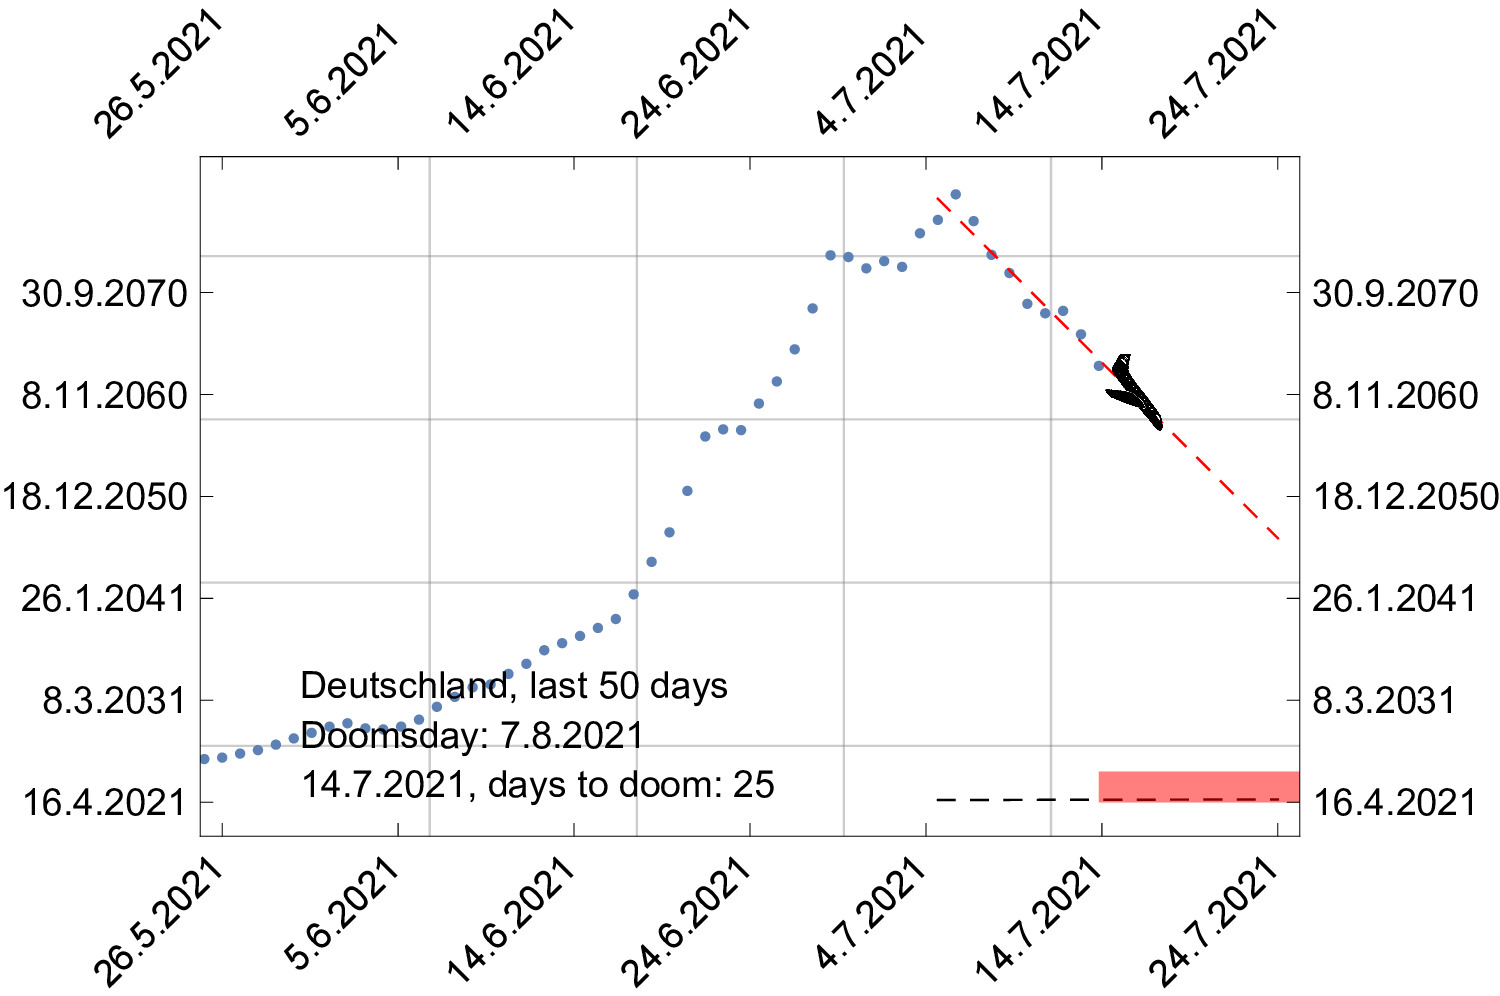 26.5.2021 5.6.2021 14.6.2021 24.6.2021 4.7.2021 14.7.2021 24.7.2021
30.9.2070 30.9.2070
8.11.2060 8.11.2060
18.12.2050 18.12.2050
26.1.2041 26.1.2041
Deutschland, last 50 days
8.3.2031 8.3.2031
Doomsday: 7.8.2021
14.7.2021, days to doom: 25
16.4.2021 16.4.2021
26.5.2021 5.6.2021 14.6.2021 24.6.2021 4.7.2021 14.7.2021 24.7.2021